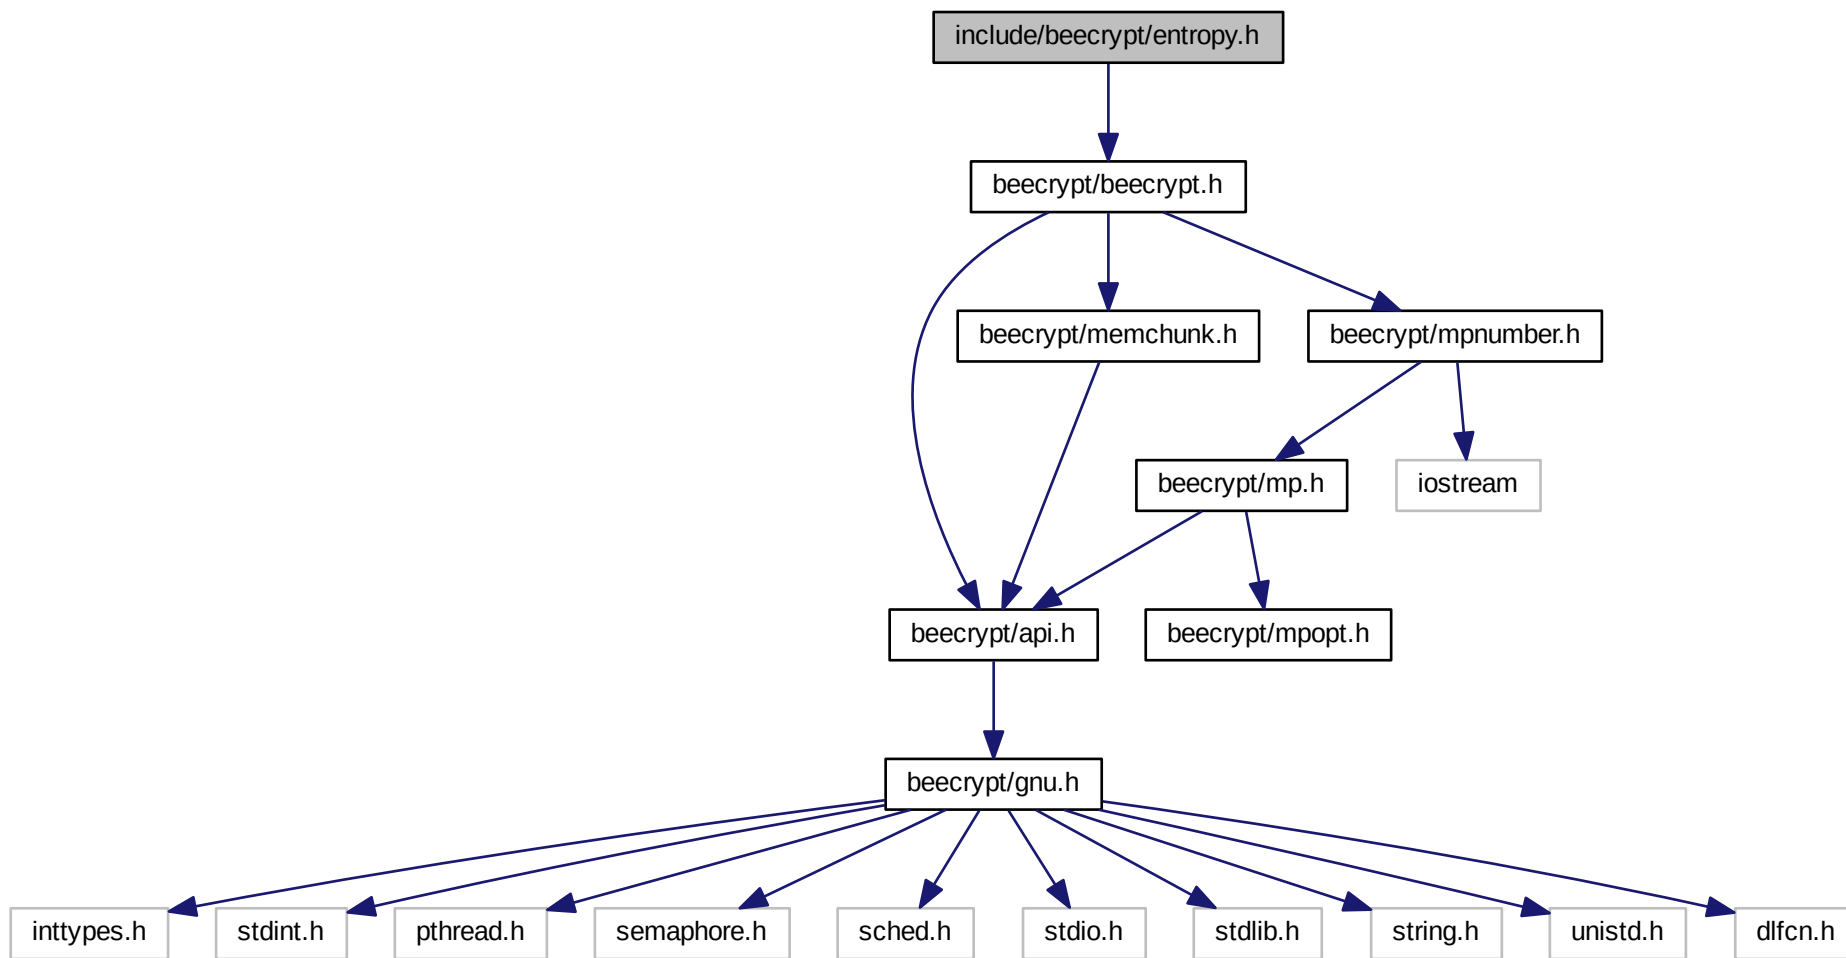 include/beecrypt/entropy.h
beecrypt/beecrypt.h
beecrypt/memchunk.h
beecrypt/mpnumber.h
beecrypt/mp.h
iostream
beecrypt/api.h
beecrypt/mpopt.h
beecrypt/gnu.h
inttypes.h
stdint.h
pthread.h
semaphore.h
sched.h
stdio.h
stdlib.h
string.h
unistd.h
dlfcn.h